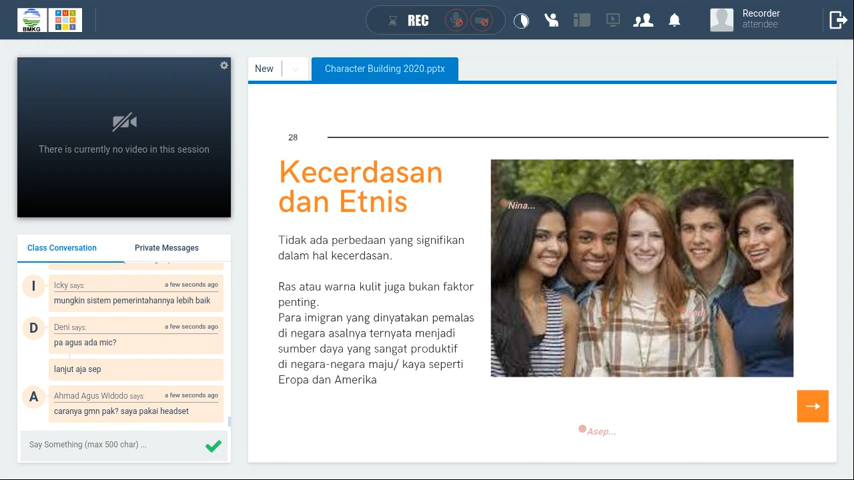 BMKG
PUSDIKLAT
REC
Recorder
attendee
There is currently no video in this session
New
Character Building 2020.pptx
28
Kecerdasan
dan Etnis
Tidak ada perbedaan yang signifikan
dalam hal kecerdasan.
Ras atau warna kulit juga bukan faktor
penting.
Para imigran yang dinyatakan pemalas
di negara asalnya ternyata menjadi
sumber daya yang sangat produktif
di negara-negara maju/ kaya seperti
Eropa dan Amerika
Nina...
Asep...
Class Conversation
Private Messages
I
Icky says:
a few seconds ago
mungkin sistem pemerintahannya lebih baik
D
Deni says:
a few seconds ago
pa agus ada mic?
lanjut aja sep
A
Ahmad Agus Widodo says:
a few seconds ago
caranya gmn pak? saya pakai headset
Say Something (max 500 char) ...